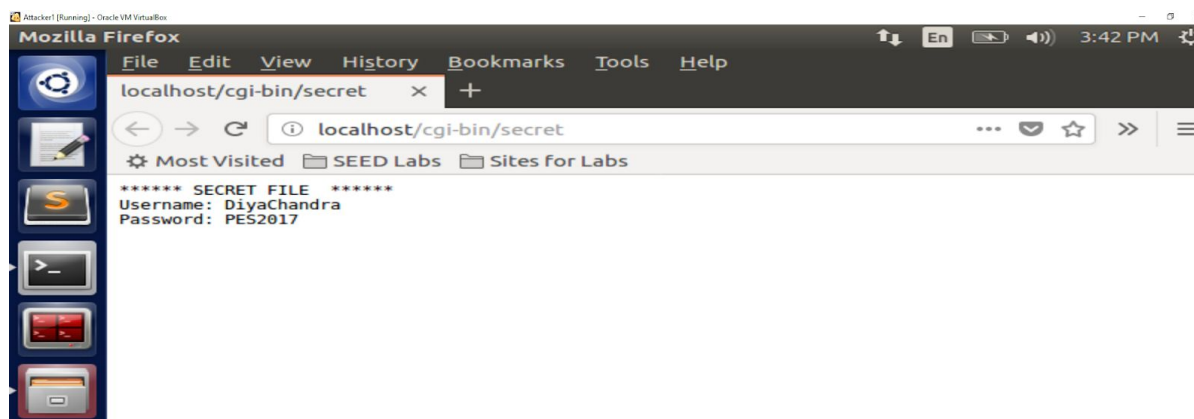 Attacker1 [Running] - Oracle VM VirtualBox
Mozilla Firefox En 3:42 PM
File Edit View History Bookmarks Tools Help
localhost/cgi-bin/secret × +
localhost/cgi-bin/secret
Most Visited SEED Labs Sites for Labs
****** SECRET FILE ******
Username: DiyaChandra
Password: PES2017